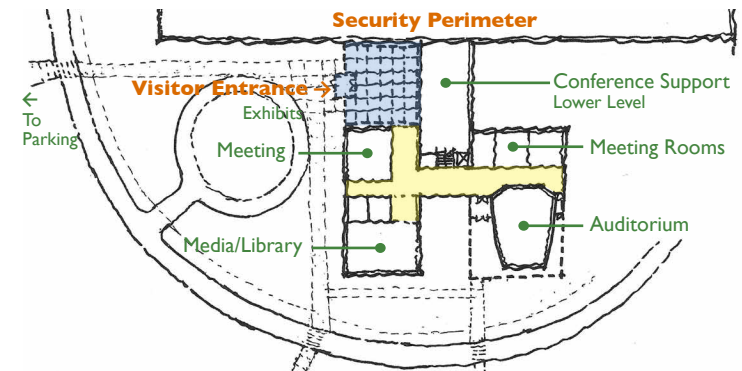 Security Perimeter
Visitor Entrance →
Conference Support
Lower Level
←
To
Parking
Exhibits
Meeting
Meeting Rooms
Auditorium
Media/Library